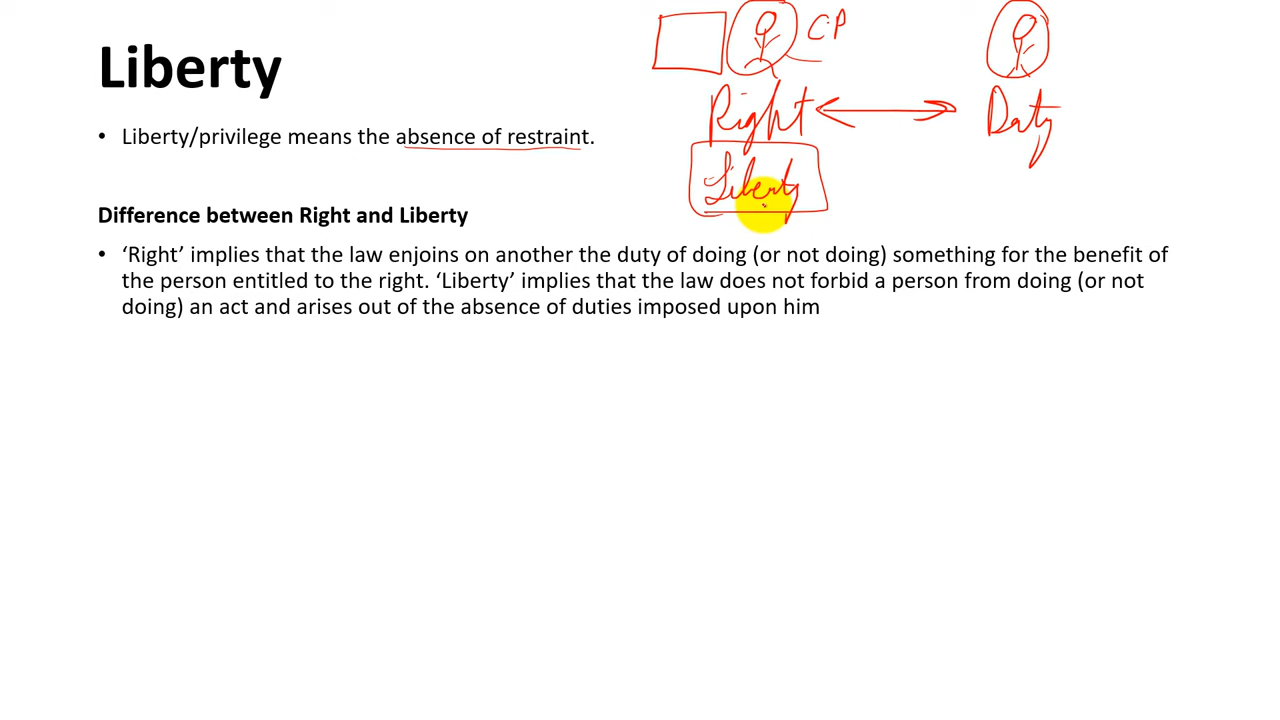 CP
Liberty
Right Duty
• Liberty/privilege means the absence of restraint.
Liberty
Difference between Right and Liberty
• ‘Right’ implies that the law enjoins on another the duty of doing (or not doing) something for the benefit of
the person entitled to the right. ‘Liberty’ implies that the law does not forbid a person from doing (or not
doing) an act and arises out of the absence of duties imposed upon him